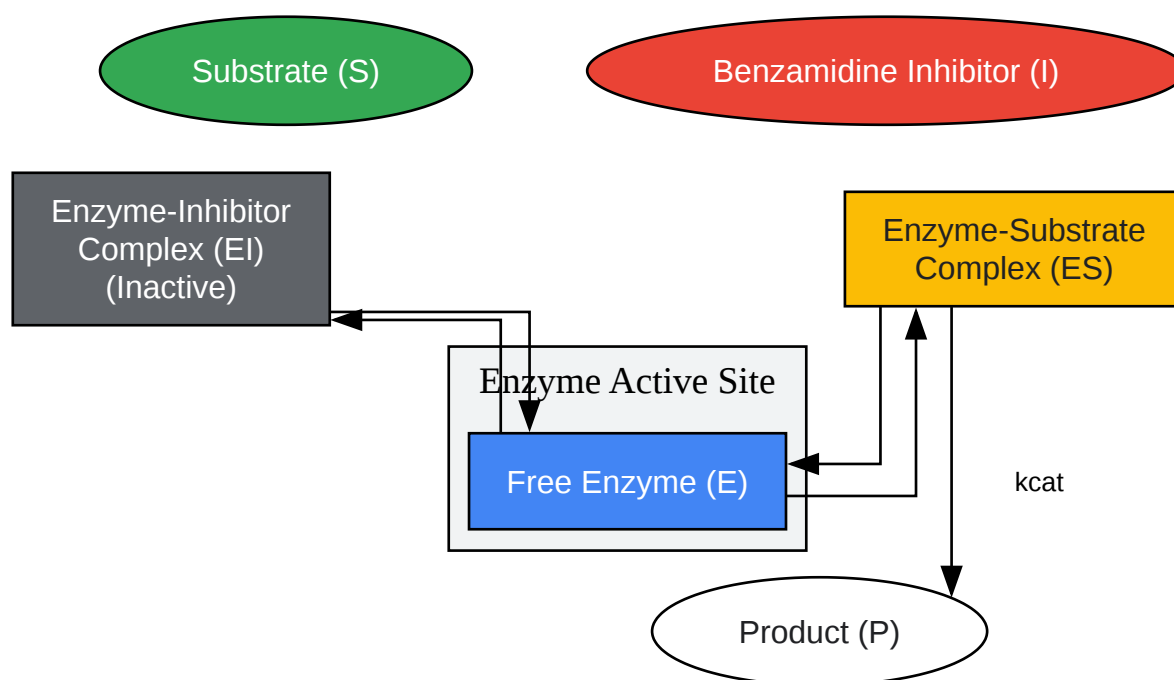 Substrate (S)
Benzamidine Inhibitor (I)
Enzyme-Inhibitor
Complex (EI)
(Inactive)
Enzyme-Substrate
Complex (ES)
Enzyme Active Site
Free Enzyme (E)
kcat
Product (P)